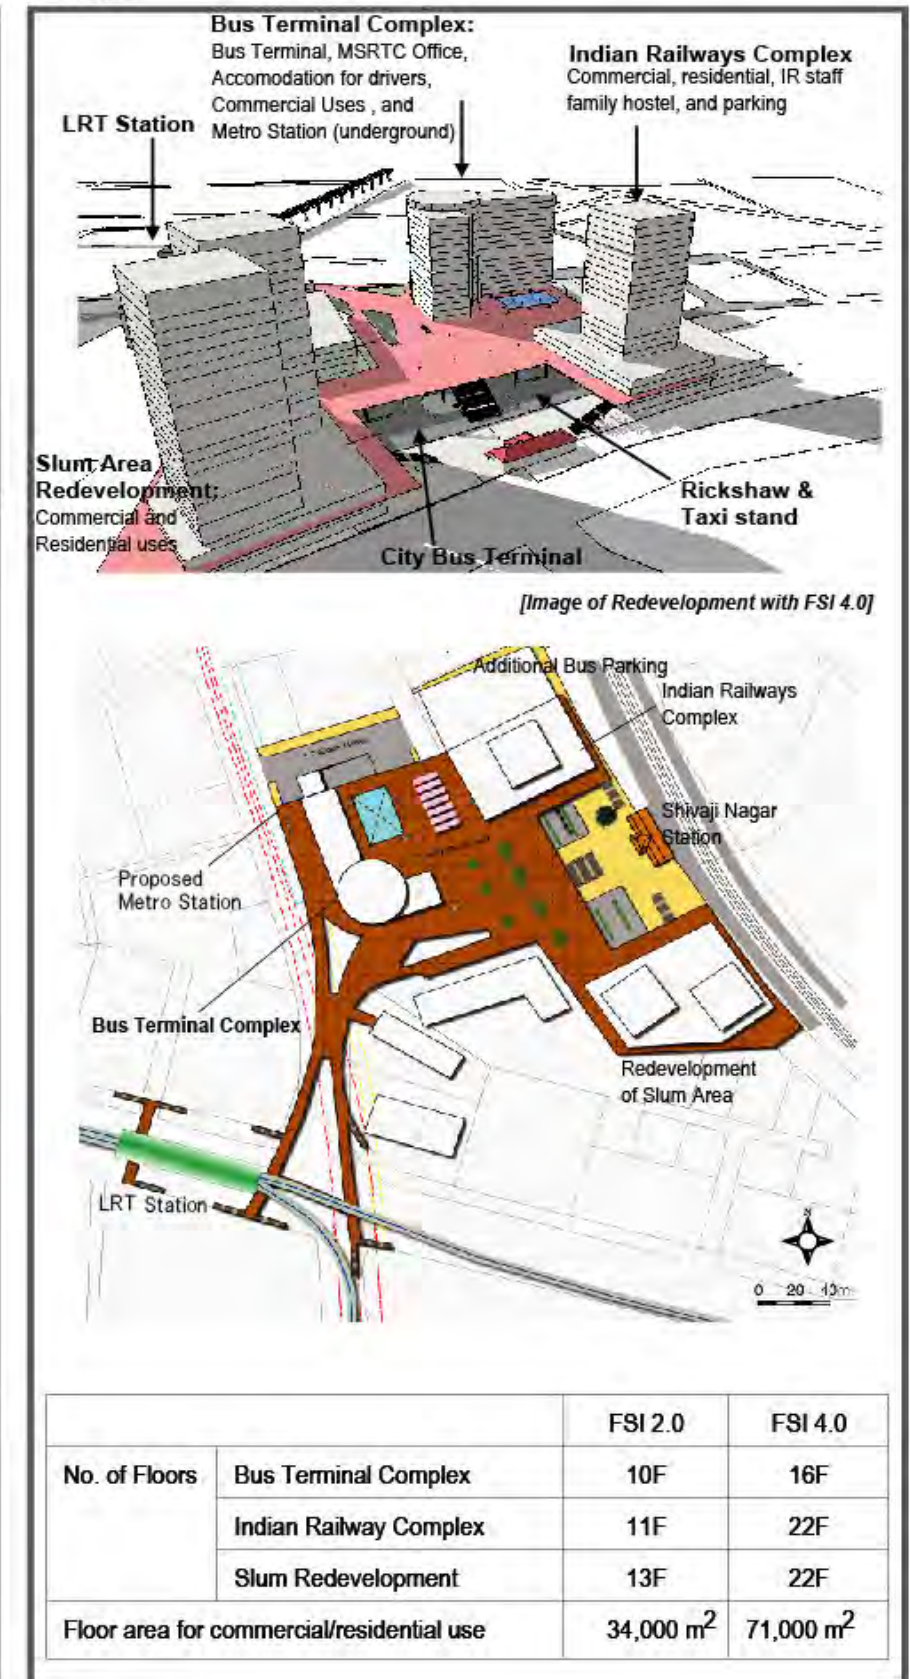 Bus Terminal Complex:
Bus Terminal, MSRTC Office,
Accomodation for drivers,
Commercial Uses , and
Metro Station (underground)
Indian Railways Complex
Commercial, residential, IR staff
family hostel, and parking
LRT Station
Slum Area
Redevelopment:
Commercial and
Residential uses
Rickshaw &
Taxi stand
City Bus Terminal
[Image of Redevelopment with FSI 4.0]
Additional Bus Parking
Indian Railways
Complex
Shivaji Nagar
Station
Proposed
Metro Station
Bus Terminal Complex
Redevelopment
of Slum Area
LRT Station
N
0 20 40m
FSI 2.0 FSI 4.0
No. of Floors Bus Terminal Complex 10F 16F
Indian Railway Complex 11F 22F
Slum Redevelopment 13F 22F
Floor area for commercial/residential use 34,000 m² 71,000 m²